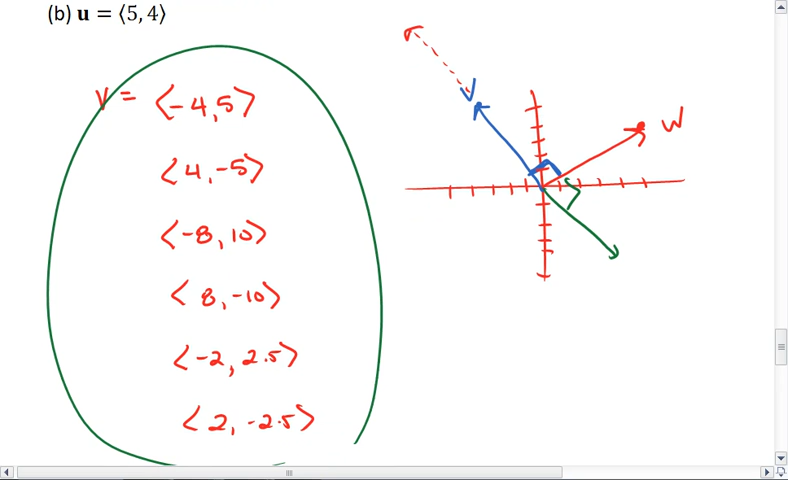 (b) u = ⟨5, 4⟩
v = ⟨-4, 5⟩
⟨4, -5⟩
⟨-8, 10⟩
⟨8, -10⟩
⟨-2, 2.5⟩
⟨2, -2.5⟩
V
W